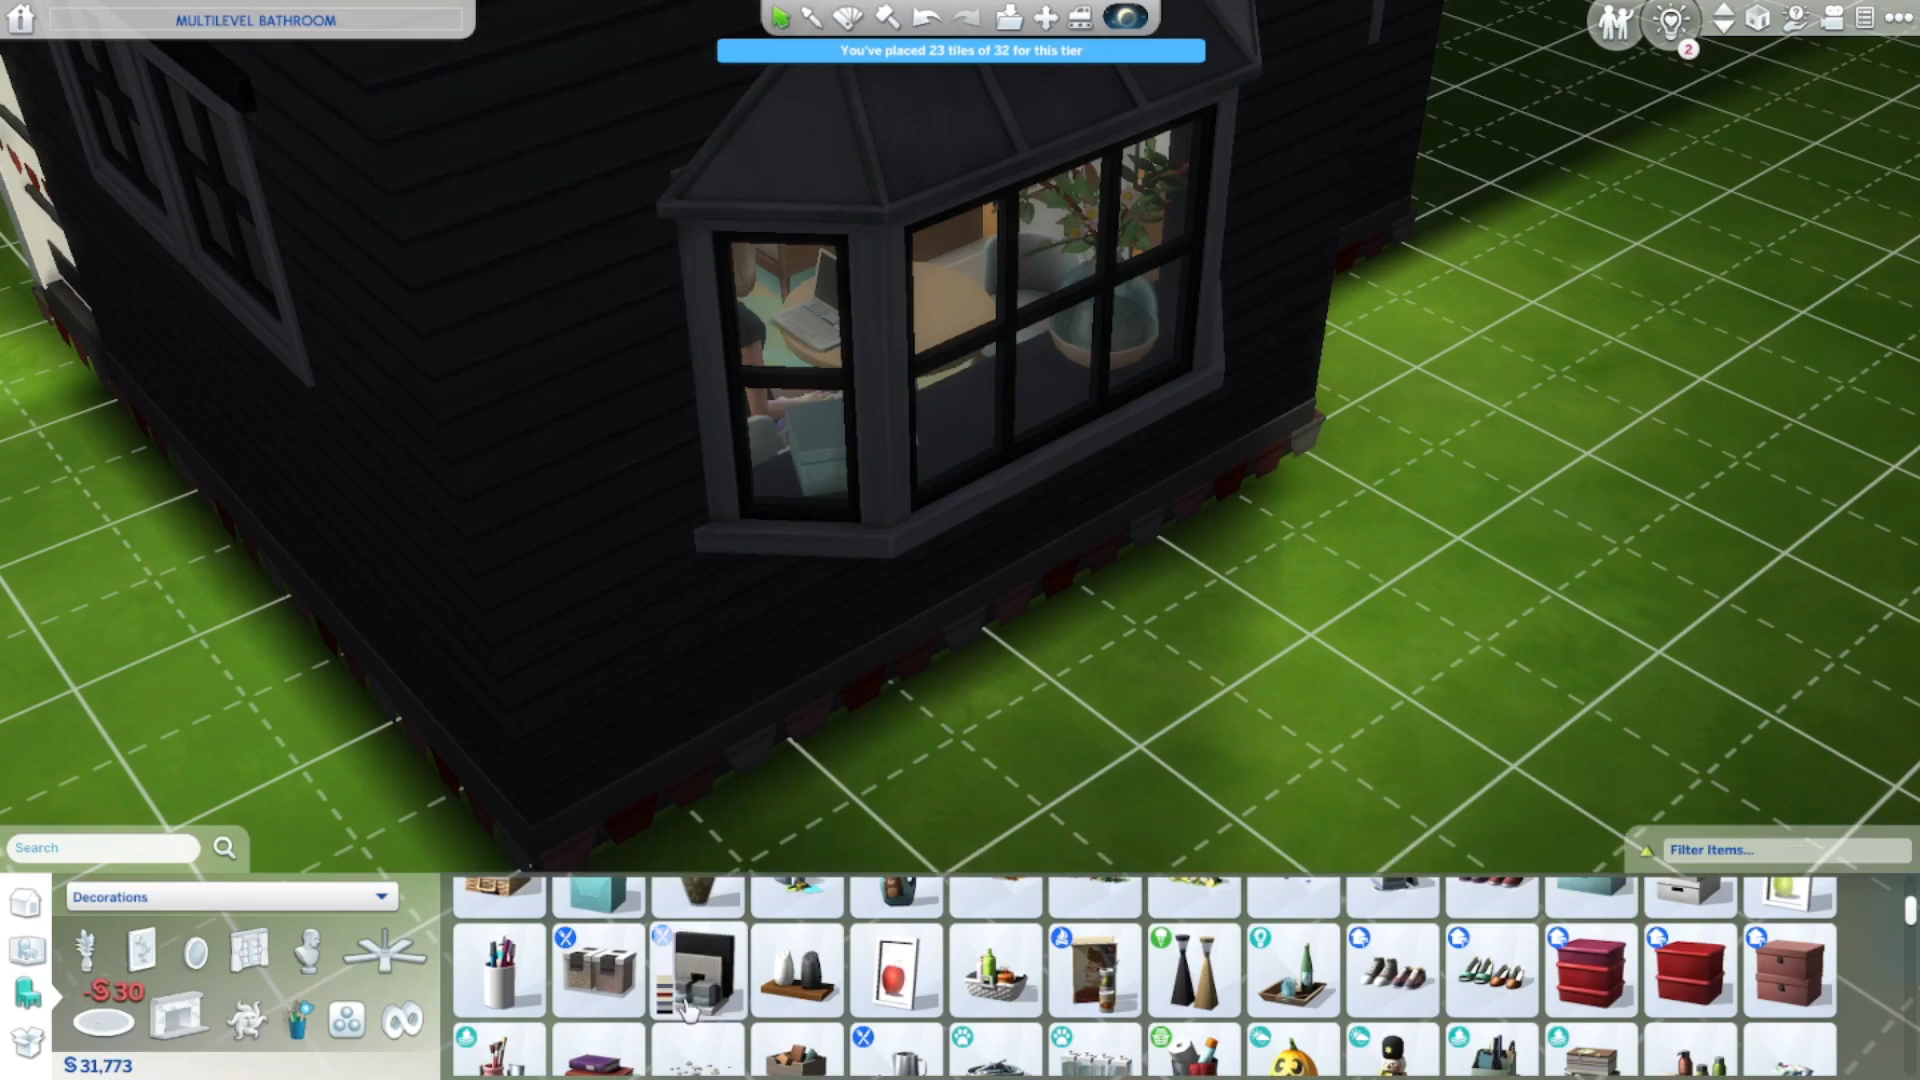 MULTILEVEL BATHROOM
You've placed 23 tiles of 32 for this tier
2
Search
Filter Items...
Decorations
-§30
§31,773